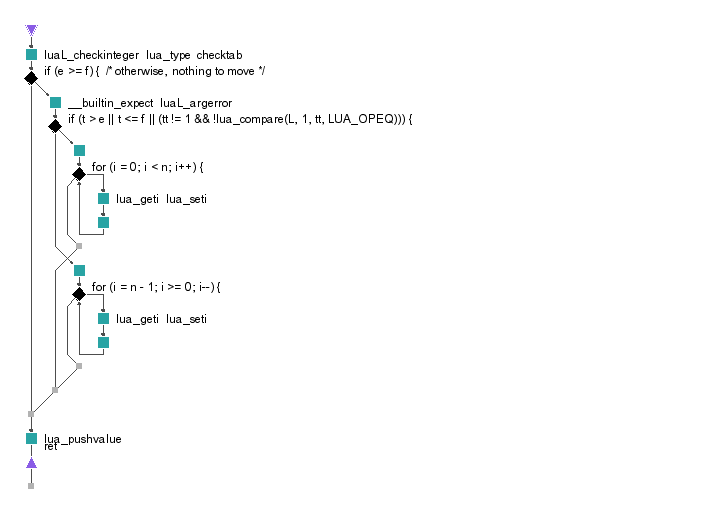 luaL_checkinteger lua_type checktab
if (e >= f) { /* otherwise, nothing to move */
__builtin_expect luaL_argerror
if (t > e || t <= f || (tt != 1 && !lua_compare(L, 1, tt, LUA_OPEQ))) {
for (i = 0; i < n; i++) {
lua_geti lua_seti
for (i = n - 1; i >= 0; i--) {
lua_geti lua_seti
lua_pushvalue
ret